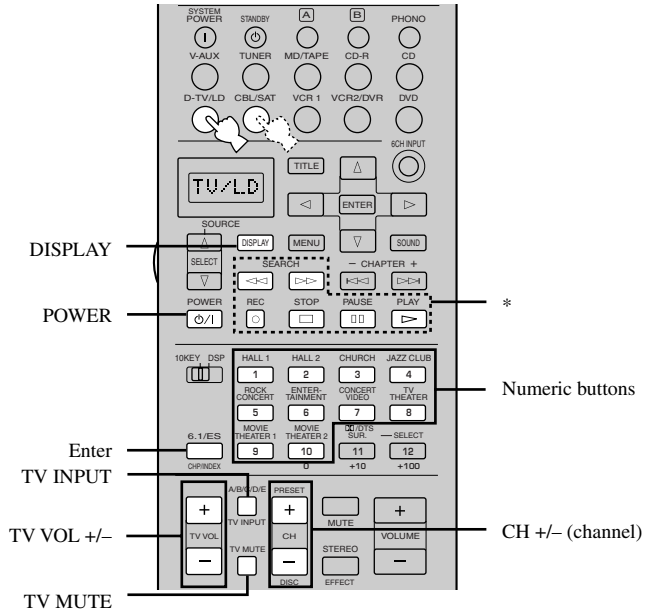 SYSTEM POWER STANDBY A B PHONO
V-AUX TUNER MD/TAPE CD-R CD
D-TV/LD CBL/SAT VCR 1 VCR2/DVR DVD
6CH INPUT
TITLE
TV/LD
ENTER
SOURCE
DISPLAY DISPLAY MENU SOUND
SELECT
SEARCH – CHAPTER +
POWER POWER REC STOP PAUSE PLAY *
10KEY DSP HALL 1 HALL 2 CHURCH JAZZ CLUB
1 2 3 4 Numeric buttons
ROCK CONCERT ENTER-TAINMENT CONCERT VIDEO TV THEATER
5 6 7 8
MOVIE THEATER 1 MOVIE THEATER 2 /DTS SUR. SELECT
Enter 6.1/ES 9 10 11 12
CHP/INDEX 0 +10 +100
TV INPUT A/B/C/D/E PRESET
+ TV INPUT + MUTE +
TV VOL +/– TV VOL CH VOLUME CH +/– (channel)
– TV MUTE – STEREO –
DISC EFFECT
TV MUTE